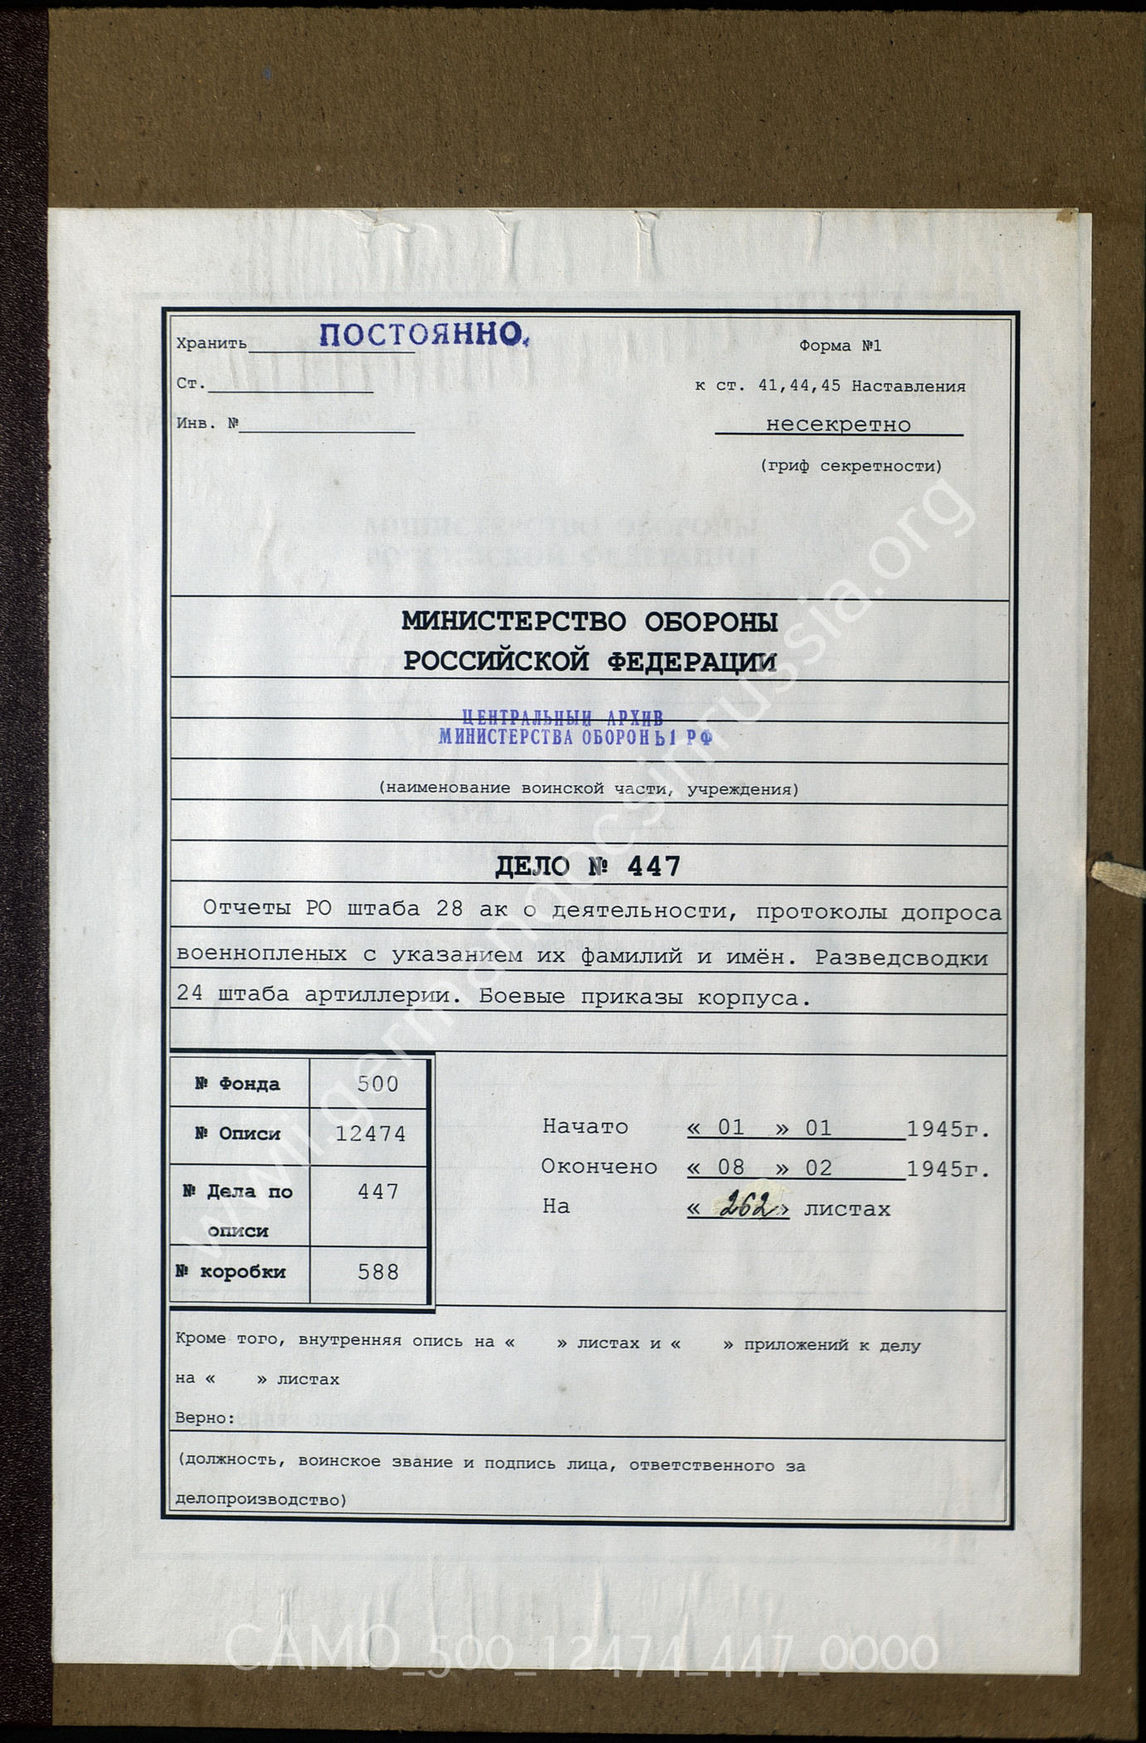 Хранить ПОСТОЯННО.
Форма №1
Ст.
к ст. 41,44,45 Наставления
Инв. №
несекретно
(гриф секретности)
МИНИСТЕРСТВО ОБОРОНЫ
РОССИЙСКОЙ ФЕДЕРАЦИИ
ЦЕНТРАЛЬНЫЙ АРХИВ
МИНИСТЕРСТВА ОБОРОНЫ РФ
(наименование воинской части, учреждения)
ДЕЛО № 447
Отчеты РО штаба 28 ак о деятельности, протоколы допроса
военнопленых с указанием их фамилий и имён. Разведсводки
24 штаба артиллерии. Боевые приказы корпуса.
№ Фонда 500
№ Описи 12474
№ Дела по
описи
447
№ коробки 588
Начато « 01 » 01 1945г.
Окончено « 08 » 02 1945г.
На « 262 » листах
Кроме того, внутренняя опись на « » листах и « » приложений к делу
на « » листах
Верно:
(должность, воинское звание и подпись лица, ответственного за
делопроизводство)
wwii.germandocsinrussia.org
CAMO_500_12474_447_0000